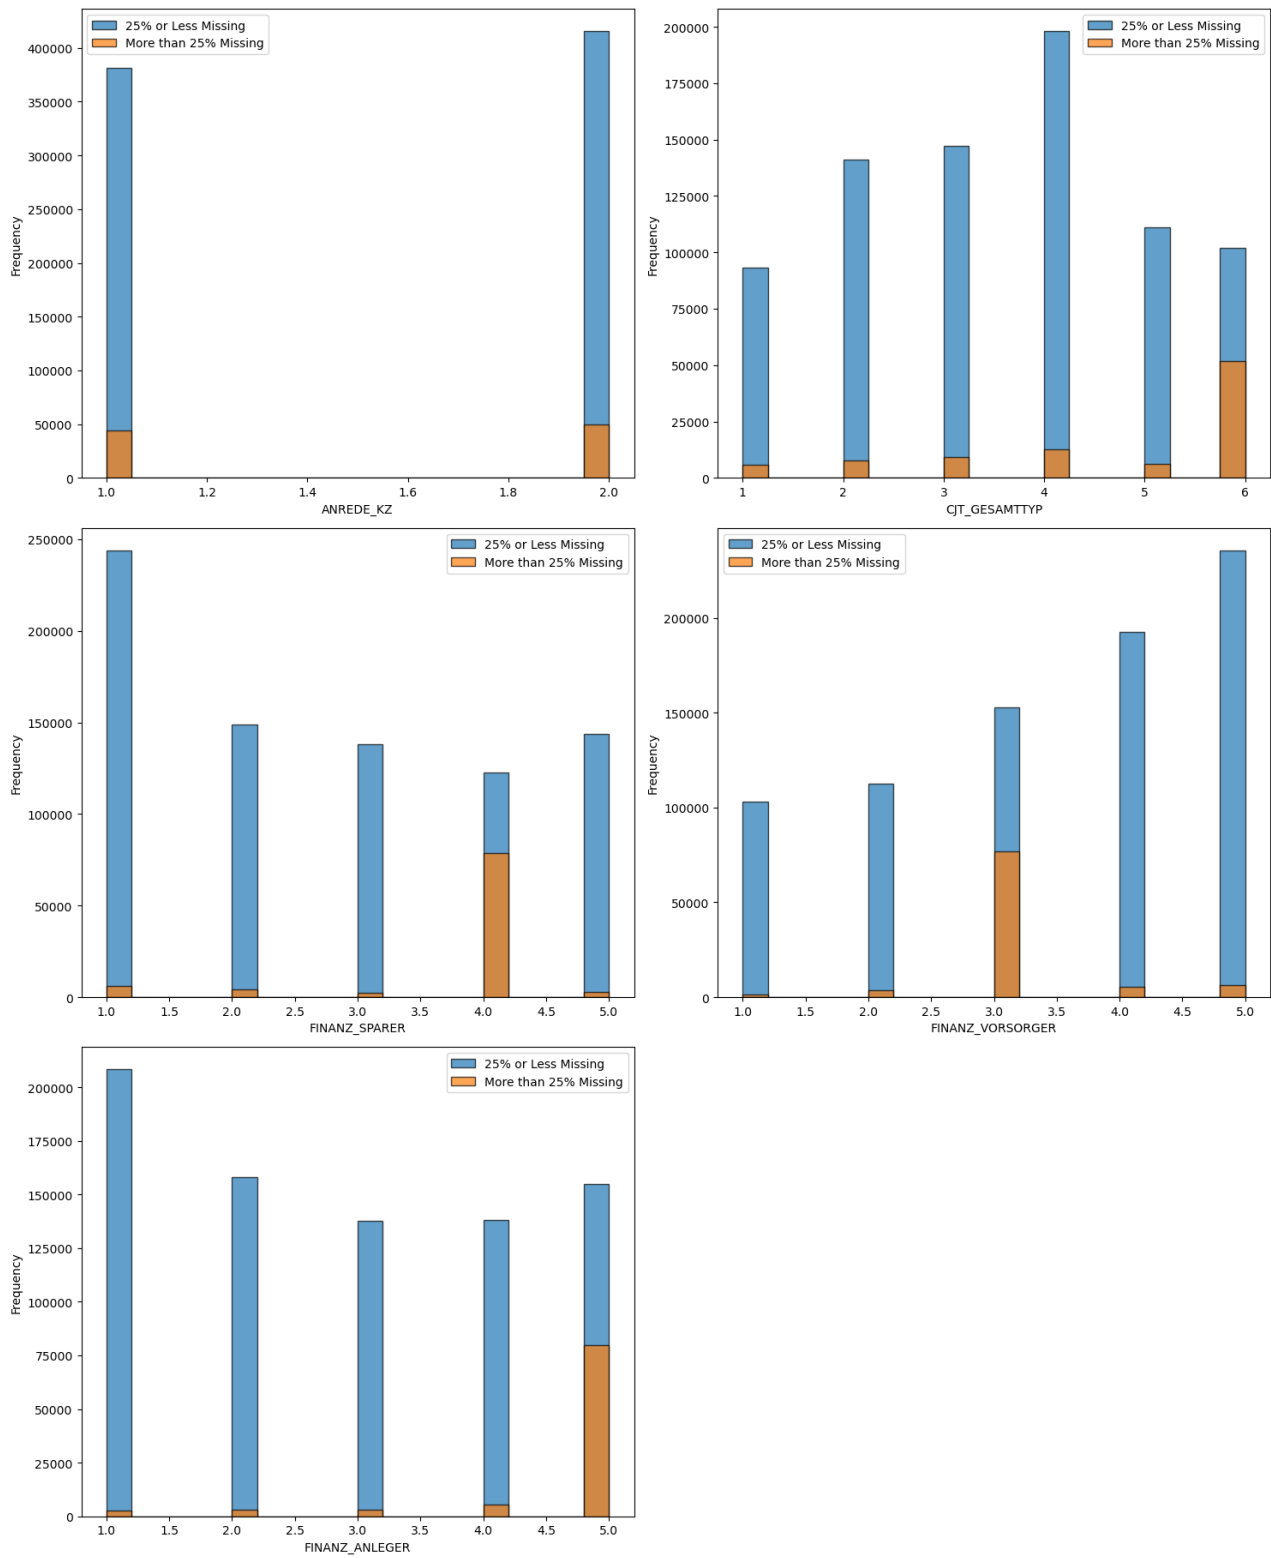 25% or Less Missing
More than 25% Missing
400000
350000
300000
250000
200000
150000
100000
50000
0
Frequency
1.0 1.2 1.4 1.6 1.8 2.0
ANREDE_KZ
25% or Less Missing
More than 25% Missing
200000
175000
150000
125000
100000
75000
50000
25000
0
Frequency
1 2 3 4 5 6
CJT_GESAMTTYP
25% or Less Missing
More than 25% Missing
250000
200000
150000
100000
50000
0
Frequency
1.0 1.5 2.0 2.5 3.0 3.5 4.0 4.5 5.0
FINANZ_SPARER
25% or Less Missing
More than 25% Missing
200000
150000
100000
50000
0
Frequency
1.0 1.5 2.0 2.5 3.0 3.5 4.0 4.5 5.0
FINANZ_VORSORGER
25% or Less Missing
More than 25% Missing
200000
175000
150000
125000
100000
75000
50000
25000
0
Frequency
1.0 1.5 2.0 2.5 3.0 3.5 4.0 4.5 5.0
FINANZ_ANLEGER